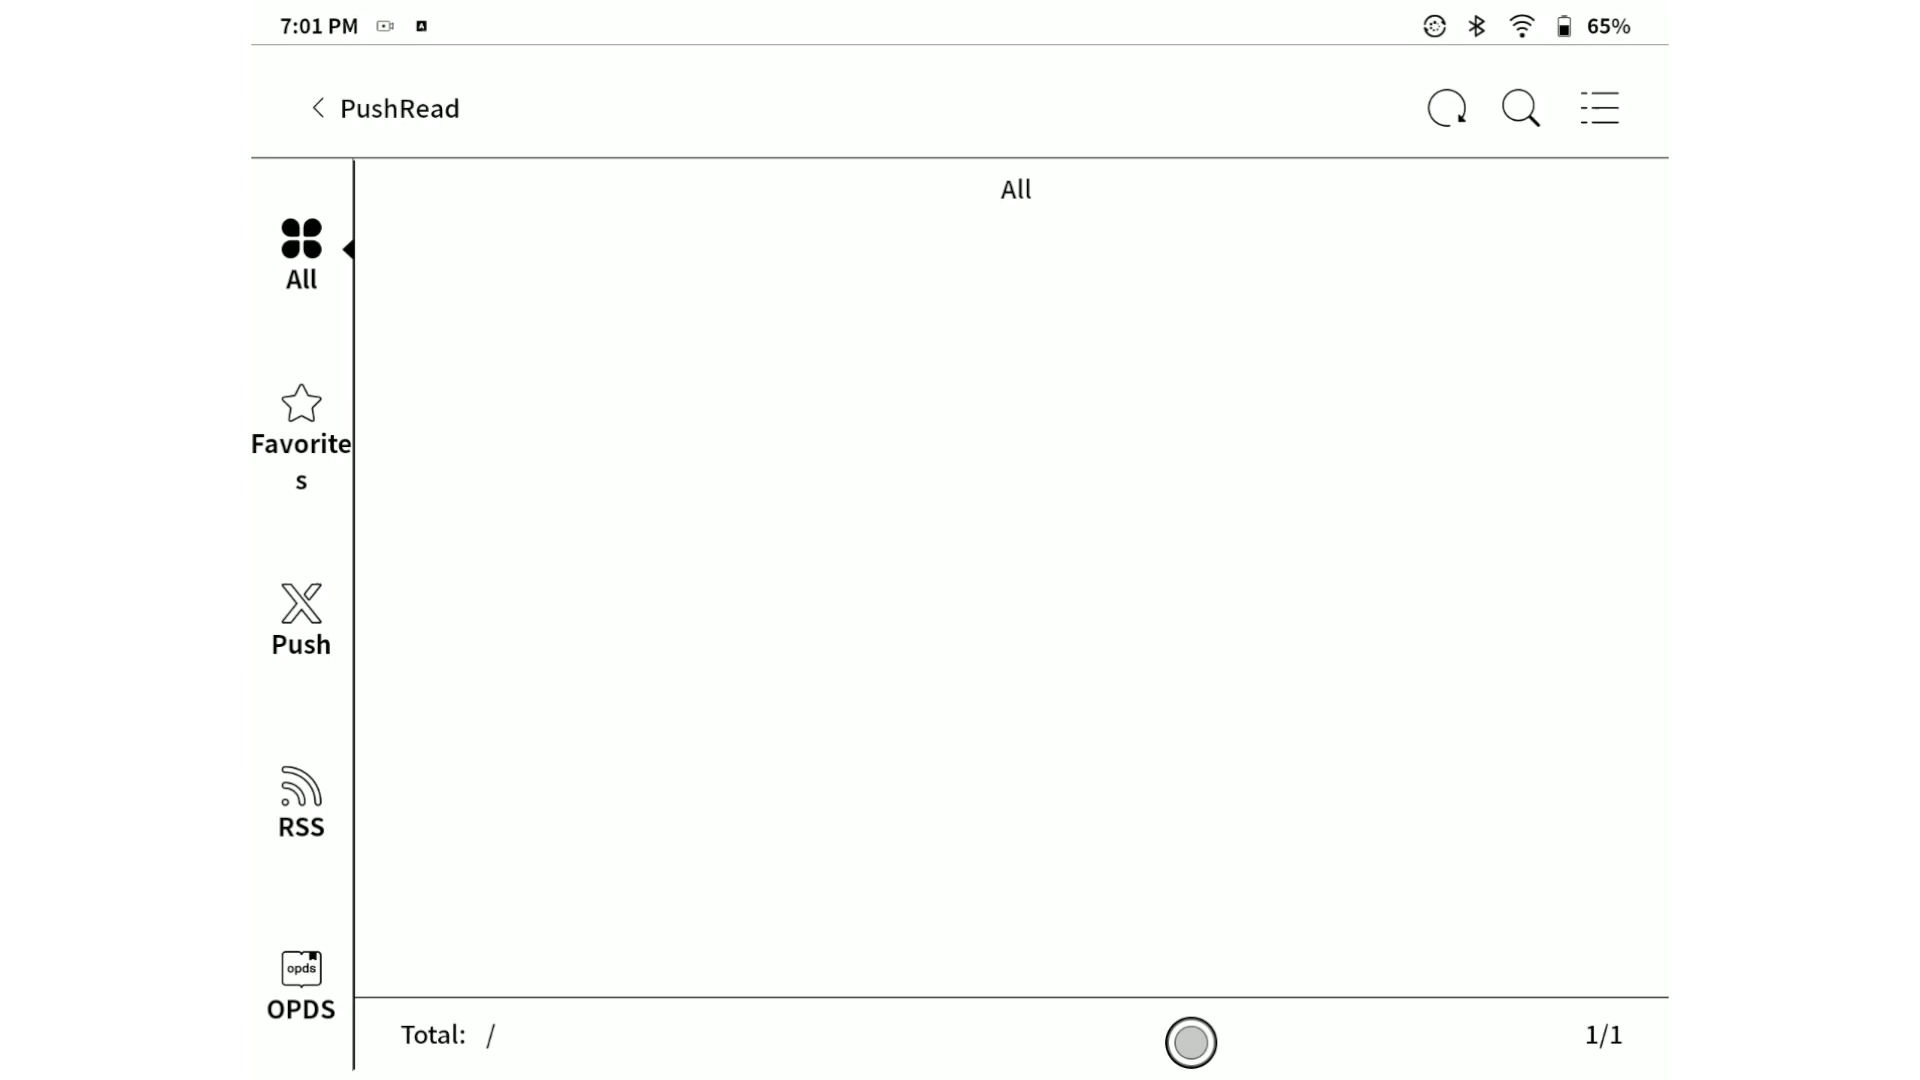 7:01 PM
65%
PushRead
All
All
Favorite
s
Push
RSS
opds
OPDS
Total: /
1/1